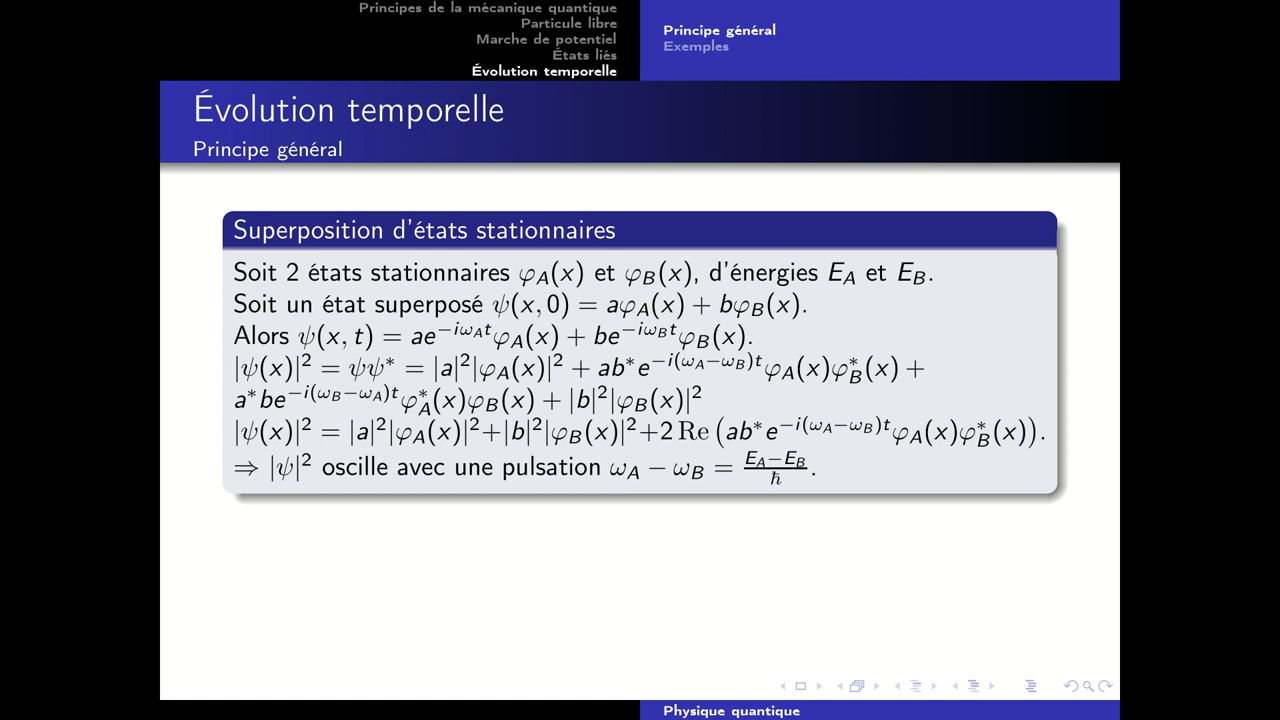 Principes de la mécanique quantique
Particule libre
Marche de potentiel
États liés
Évolution temporelle
Principe général
Exemples
Évolution temporelle
Principe général
Superposition d'états stationnaires
Soit 2 états stationnaires φ_A(x) et φ_B(x), d'énergies E_A et E_B.
Soit un état superposé ψ(x, 0) = aφ_A(x) + bφ_B(x).
Alors ψ(x, t) = ae^{−iω_A t}φ_A(x) + be^{−iω_B t}φ_B(x).
|ψ(x)|² = ψψ* = |a|²|φ_A(x)|² + ab*e^{−i(ω_A−ω_B)t}φ_A(x)φ*_B(x) +
a*be^{−i(ω_B−ω_A)t}φ*_A(x)φ_B(x) + |b|²|φ_B(x)|²
|ψ(x)|² = |a|²|φ_A(x)|²+|b|²|φ_B(x)|²+2 Re (ab*e^{−i(ω_A−ω_B)t}φ_A(x)φ*_B(x)).
⇒ |ψ|² oscille avec une pulsation ω_A − ω_B = \frac{E_A−E_B}{ħ}.
Physique quantique